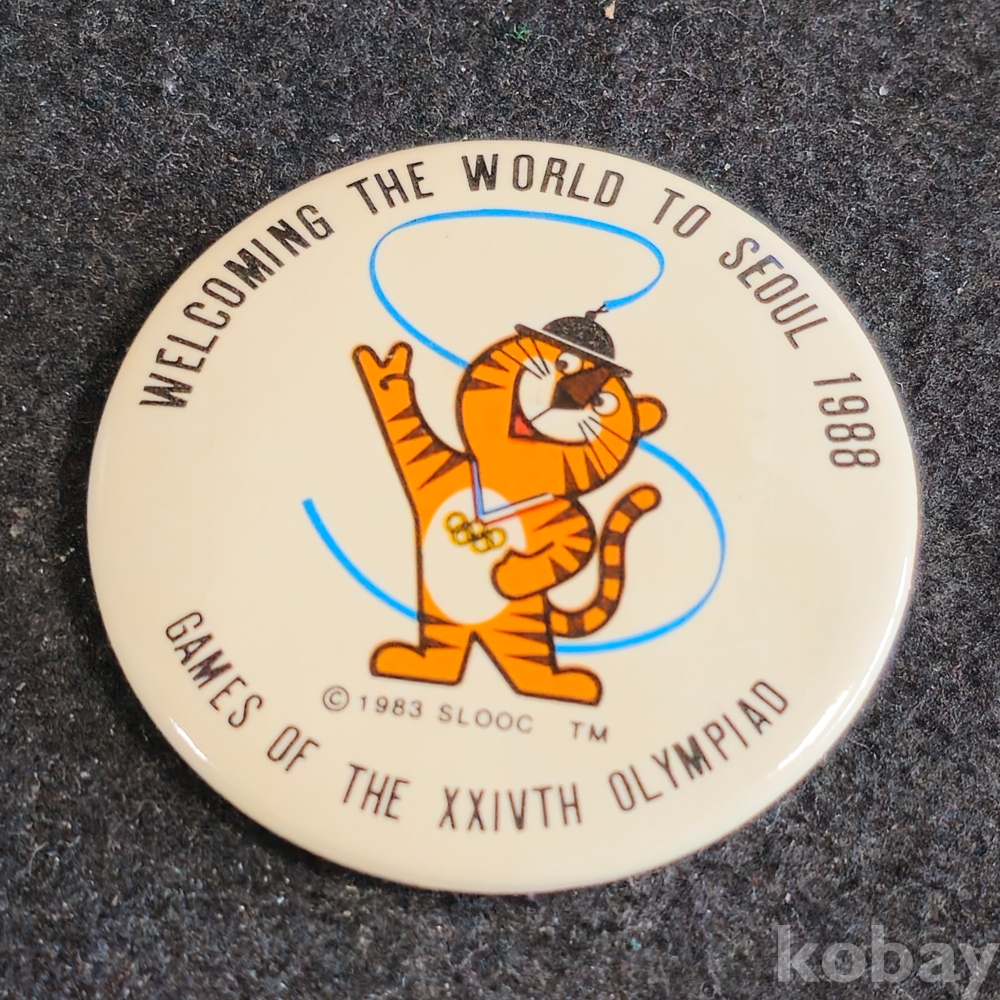 WELCOMING THE WORLD TO SEOUL 1988
© 1983 SLOOC TM
GAMES OF THE XXIVTH OLYMPIAD
kobay